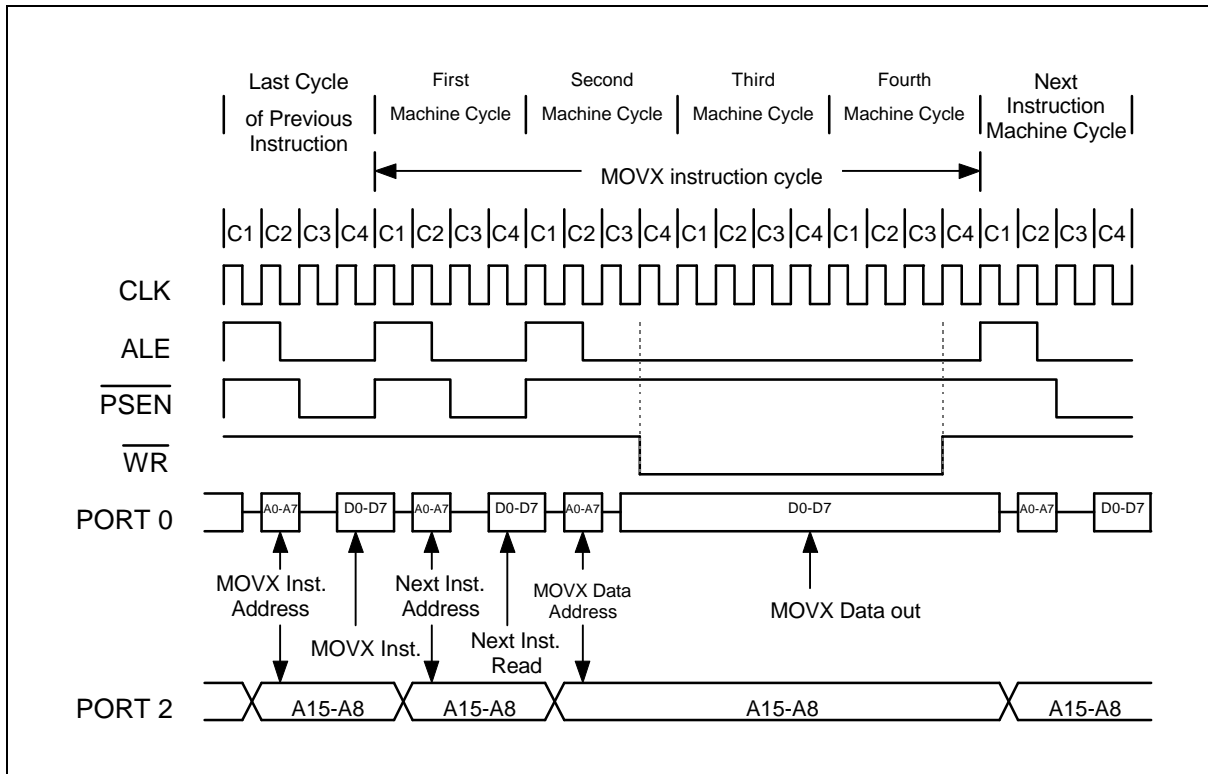 Last Cycle
of Previous
Instruction
First
Machine Cycle
Second
Machine Cycle
Third
Machine Cycle
Fourth
Machine Cycle
Next
Instruction
Machine Cycle
MOVX instruction cycle
C1 C2 C3 C4 C1 C2 C3 C4 C1 C2 C3 C4 C1 C2 C3 C4 C1 C2 C3 C4 C1 C2 C3 C4
CLK
ALE
PSEN
WR
PORT 0
A0-A7 D0-D7 A0-A7 D0-D7 A0-A7 D0-D7 A0-A7 D0-D7
MOVX Inst.
Address
MOVX Inst.
Next Inst.
Address
Next Inst.
Read
MOVX Data
Address
MOVX Data out
PORT 2
A15-A8 A15-A8 A15-A8 A15-A8